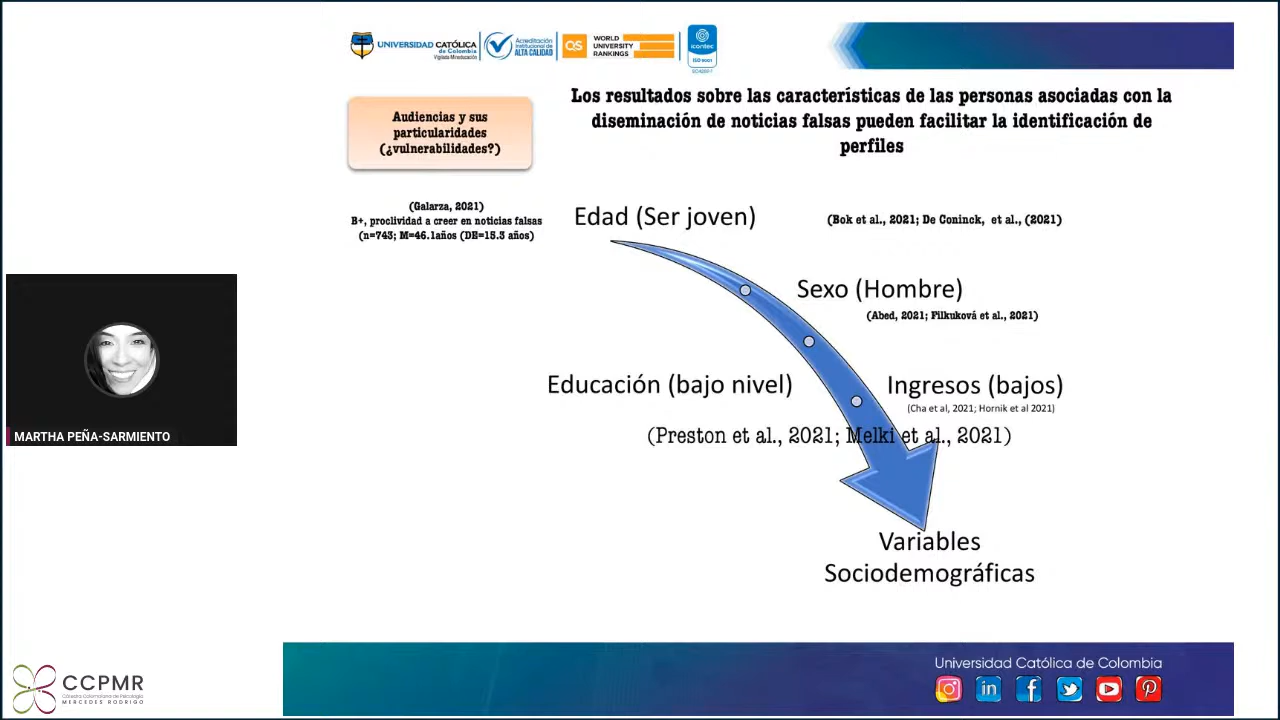 UNIVERSIDAD CATÓLICA
de Colombia
Vigilada Mineducación
Acreditación
institucional de
ALTA CALIDAD
QS
WORLD
UNIVERSITY
RANKINGS
icontec
ISO 9001
Los resultados sobre las características de las personas asociadas con la
diseminación de noticias falsas pueden facilitar la identificación de
perfiles
Audiencias y sus
particularidades
(¿vulnerabilidades?)
(Galarza, 2021)
B+, proclividad a creer en noticias falsas
(n=743; M=46.1años (DE=15.3 años)
Edad (Ser joven)
(Bok et al., 2021; De Coninck, et al., (2021)
Sexo (Hombre)
(Abed, 2021; Filkuková et al., 2021)
Educación (bajo nivel)
Ingresos (bajos)
(Cha et al, 2021; Hornik et al 2021)
(Preston et al., 2021; Melki et al., 2021)
Variables
Sociodemográficas
MARTHA PEÑA-SARMIENTO
CCPMR
Cátedra Colombiana de Psicología
MERCEDES RODRIGO
Universidad Católica de Colombia